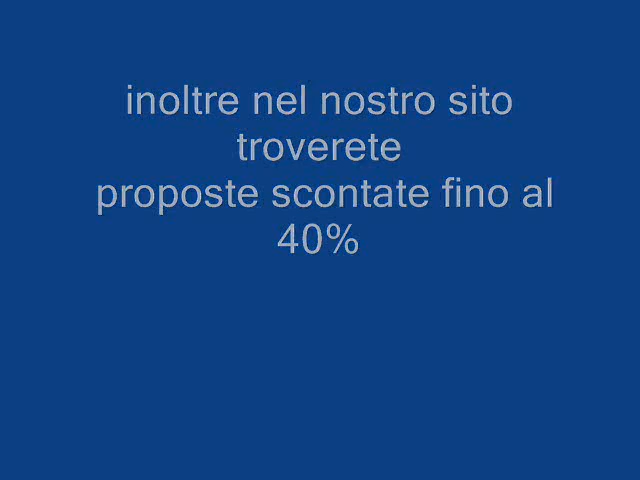 inoltre nel nostro sito
troverete
proposte scontate fino al
40%